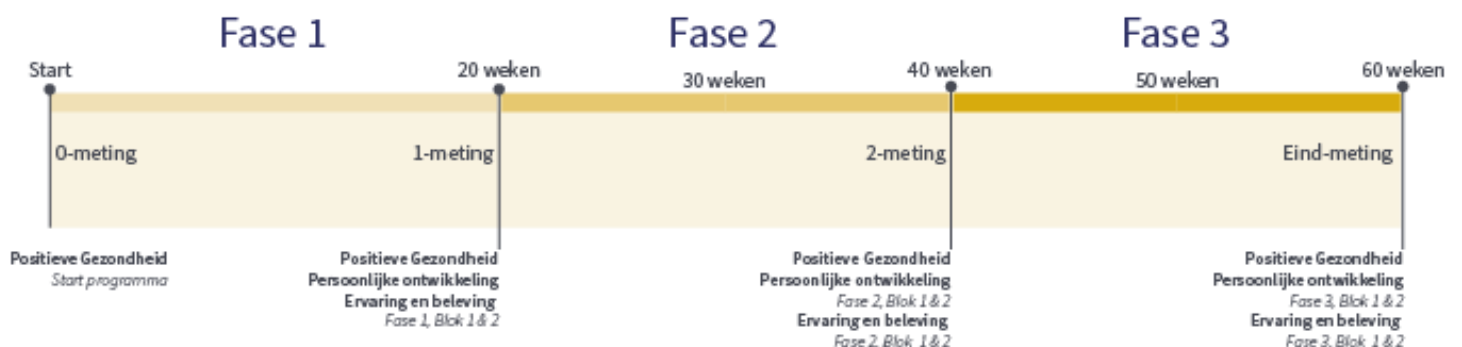 Fase 1
Fase 2
Fase 3
Start
20 weken
30 weken
40 weken
50 weken
60 weken
0-meting
1-meting
2-meting
Eind-meting
Positieve Gezondheid
Start programma
Positieve Gezondheid
Persoonlijke ontwikkeling
Ervaring en beleving
Fase 1, Blok 1 & 2
Positieve Gezondheid
Persoonlijke ontwikkeling
Fase 2, Blok 1 & 2
Ervaring en beleving
Fase 2, Blok 1 & 2
Positieve Gezondheid
Persoonlijke ontwikkeling
Fase 3, Blok 1 & 2
Ervaring en beleving
Fase 3, Blok 1 & 2